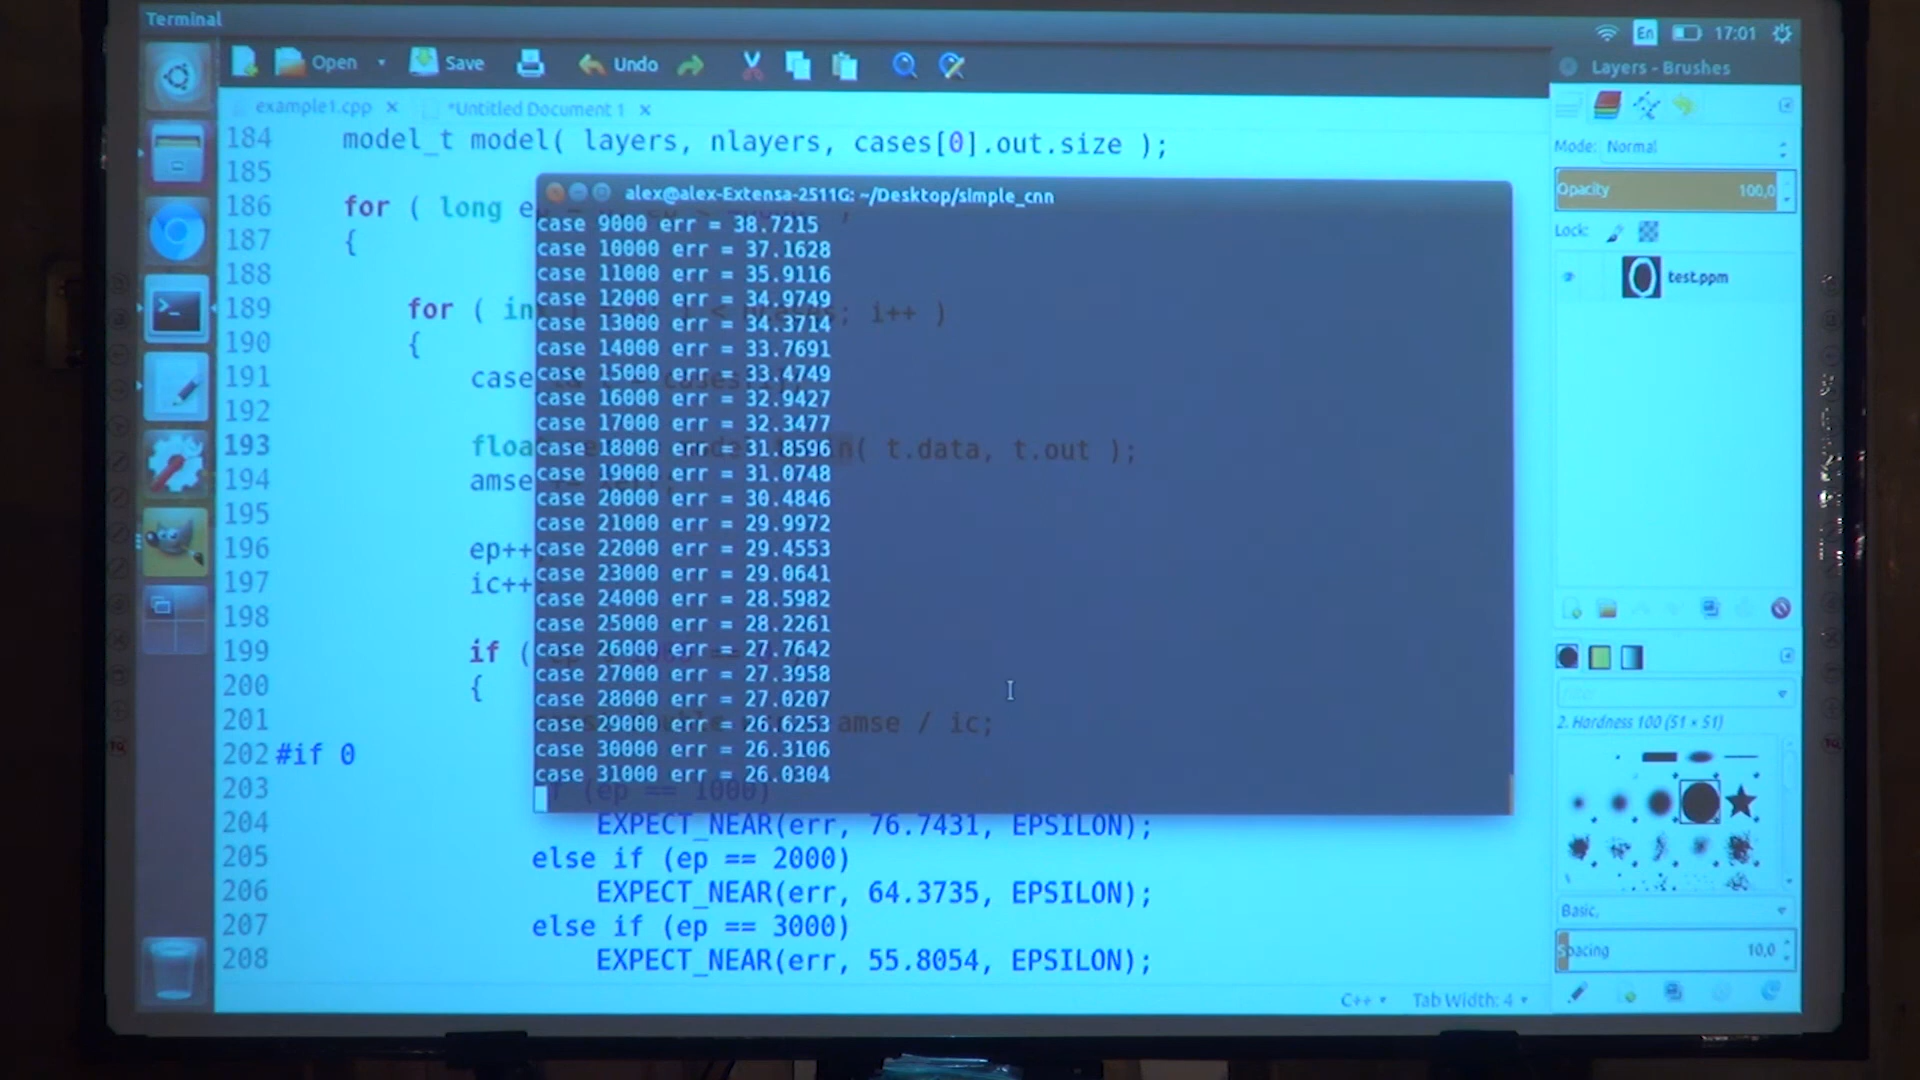 Terminal
En 17:01
Open Save Undo
example1.cpp × *Untitled Document 1 ×
184 model_t model( layers, nlayers, cases[0].out.size );
185
186 for ( long
187 {
188
189 for ( in ; i++ )
190 {
191 case
192
193 floa ( t.data, t.out );
194 amse
195
196 ep++
197 ic++
198
199 if (
200 {
201 amse / ic;
202 #if 0
203 (ep == 1000)
204 EXPECT_NEAR(err, 76.7431, EPSILON);
205 else if (ep == 2000)
206 EXPECT_NEAR(err, 64.3735, EPSILON);
207 else if (ep == 3000)
208 EXPECT_NEAR(err, 55.8054, EPSILON);
C++ Tab Width: 4
alex@alex-Extensa-2511G: ~/Desktop/simple_cnn
case 9000 err = 38.7215
case 10000 err = 37.1628
case 11000 err = 35.9116
case 12000 err = 34.9749
case 13000 err = 34.3714
case 14000 err = 33.7691
case 15000 err = 33.4749
case 16000 err = 32.9427
case 17000 err = 32.3477
case 18000 err = 31.8596
case 19000 err = 31.0748
case 20000 err = 30.4846
case 21000 err = 29.9972
case 22000 err = 29.4553
case 23000 err = 29.0641
case 24000 err = 28.5982
case 25000 err = 28.2261
case 26000 err = 27.7642
case 27000 err = 27.3958
case 28000 err = 27.0207
case 29000 err = 26.6253
case 30000 err = 26.3106
case 31000 err = 26.0304
Layers - Brushes
Mode: Normal
Opacity 100,0
Lock:
test.ppm
2. Hardness 100 (51 × 51)
Basic,
Spacing 10,0